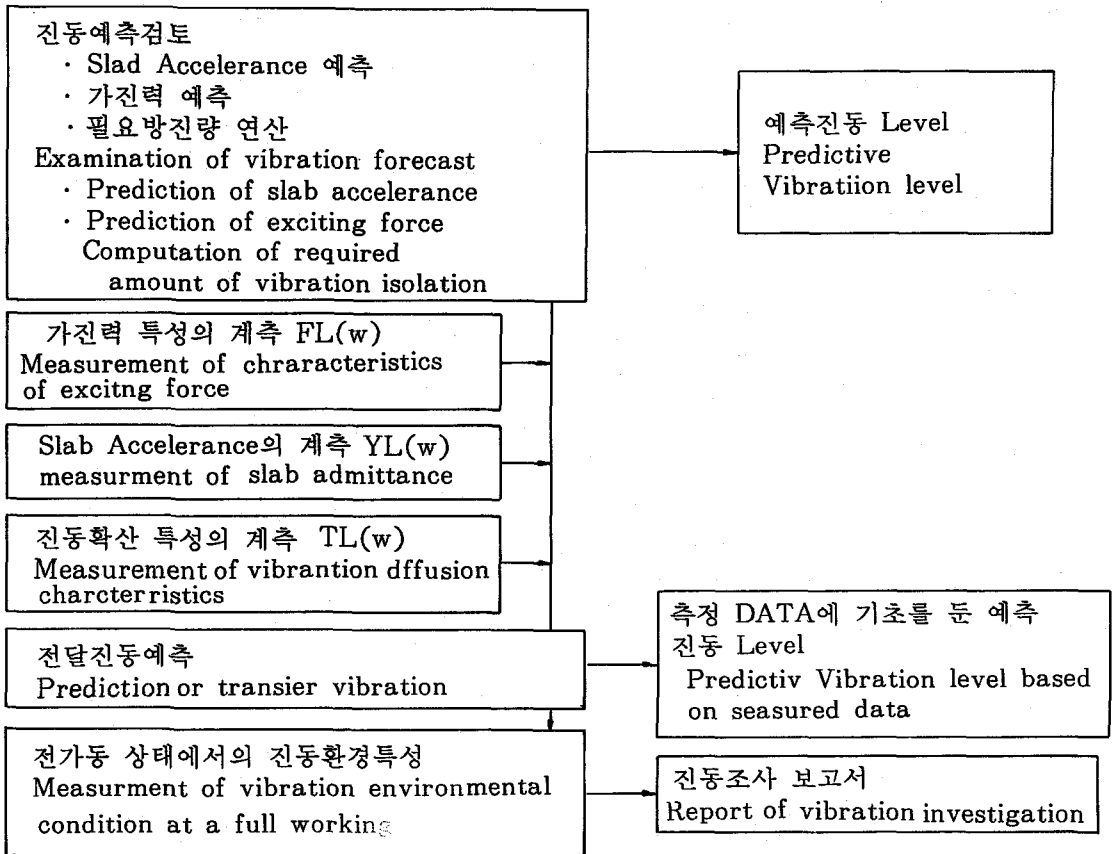 진동예측검토
· Slad Accelerance 예측
· 가진력 예측
· 필요방진량 연산
Examination of vibration forecast
· Prediction of slab accelerance
· Prediction of exciting force
Computation of required
amount of vibration isolation
예측진동 Level
Predictive
Vibratiion level
가진력 특성의 계측 FL(w)
Measurement of chraracteristics
of excitng force
Slab Accelerance의 계측 YL(w)
measurment of slab admittance
진동확산 특성의 계측 TL(w)
Measurement of vibrantion dffusion
charcterristics
전달진동예측
Prediction or transier vibration
측정 DATA에 기초를 둔 예측
진동 Level
Predictiv Vibration level based
on seasured data
전가동 상태에서의 진동환경특성
Measurment of vibration environmental
condition at a full working
진동조사 보고서
Report of vibration investigation